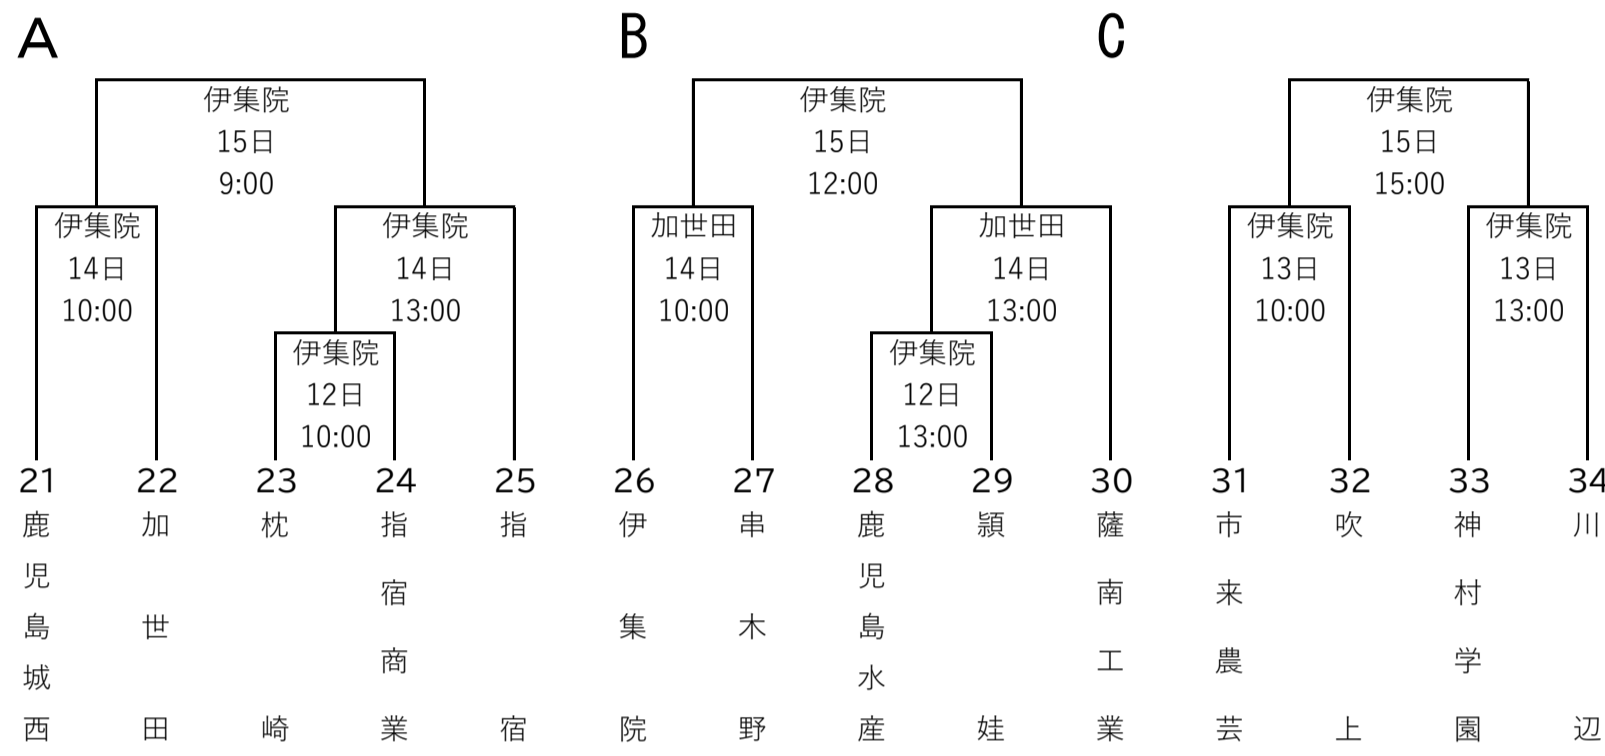 A
B
C
伊集院
15日
9:00
伊集院
15日
12:00
伊集院
15日
15:00
伊集院
14日
10:00
伊集院
14日
13:00
加世田
14日
10:00
加世田
14日
13:00
伊集院
13日
10:00
伊集院
13日
13:00
伊集院
12日
10:00
伊集院
12日
13:00
21
22
23
24
25
26
27
28
29
30
31
32
33
34
鹿児島城西
加世田
枕崎
指宿商業
指宿
伊集院
串木野
鹿児島水産
頴娃
薩南工業
市来農芸
吹上
神村学園
川辺